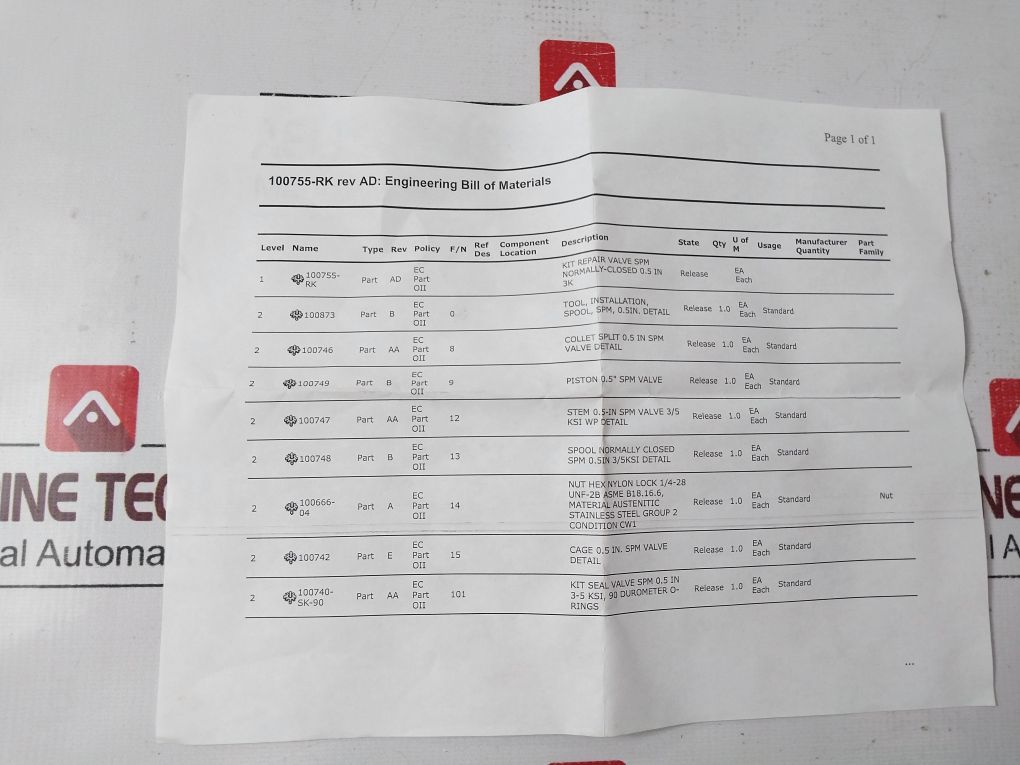 Page 1 of 1
100755-RK rev AD: Engineering Bill of Materials
Level Name Type Rev Policy F/N Ref Des Component Location Description State Qty U of M Usage Manufacturer Quantity Part Family
1 100755-RK Part AD EC Part OII KIT REPAIR VALVE SPM NORMALLY-CLOSED 0.5 IN 3K Release EA Each
2 100873 Part B EC Part OII 0 TOOL, INSTALLATION, SPOOL, SPM, 0.5IN. DETAIL Release 1.0 EA Each Standard
2 100746 Part AA EC Part OII 8 COLLET SPLIT 0.5 IN SPM VALVE DETAIL Release 1.0 EA Each Standard
2 100749 Part B EC Part OII 9 PISTON 0.5" SPM VALVE Release 1.0 EA Each Standard
2 100747 Part AA EC Part OII 12 STEM 0.5-IN SPM VALVE 3/5 KSI WP DETAIL Release 1.0 EA Each Standard
2 100748 Part B EC Part OII 13 SPOOL NORMALLY CLOSED SPM 0.5IN 3/5KSI DETAIL Release 1.0 EA Each Standard
2 100666-04 Part A EC Part OII 14 NUT HEX NYLON LOCK 1/4-28 UNF-2B ASME B18.16.6, MATERIAL AUSTENITIC STAINLESS STEEL GROUP 2 CONDITION CW1 Release 1.0 EA Each Standard Nut
2 100742 Part E EC Part OII 15 CAGE 0.5 IN. SPM VALVE DETAIL Release 1.0 EA Each Standard
2 100740-SK-90 Part AA EC Part OII 101 KIT SEAL VALVE SPM 0.5 IN 3-5 KSI, 90 DUROMETER O-RINGS Release 1.0 EA Each Standard
...
INE TEC
al Automa
NE
l A